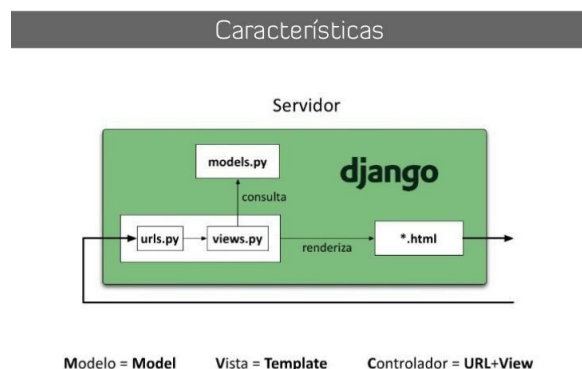 Características
Servidor
models.py
django
consulta
urls.py
views.py
*.html
renderiza
Modelo = Model Vista = Template Controlador = URL+View